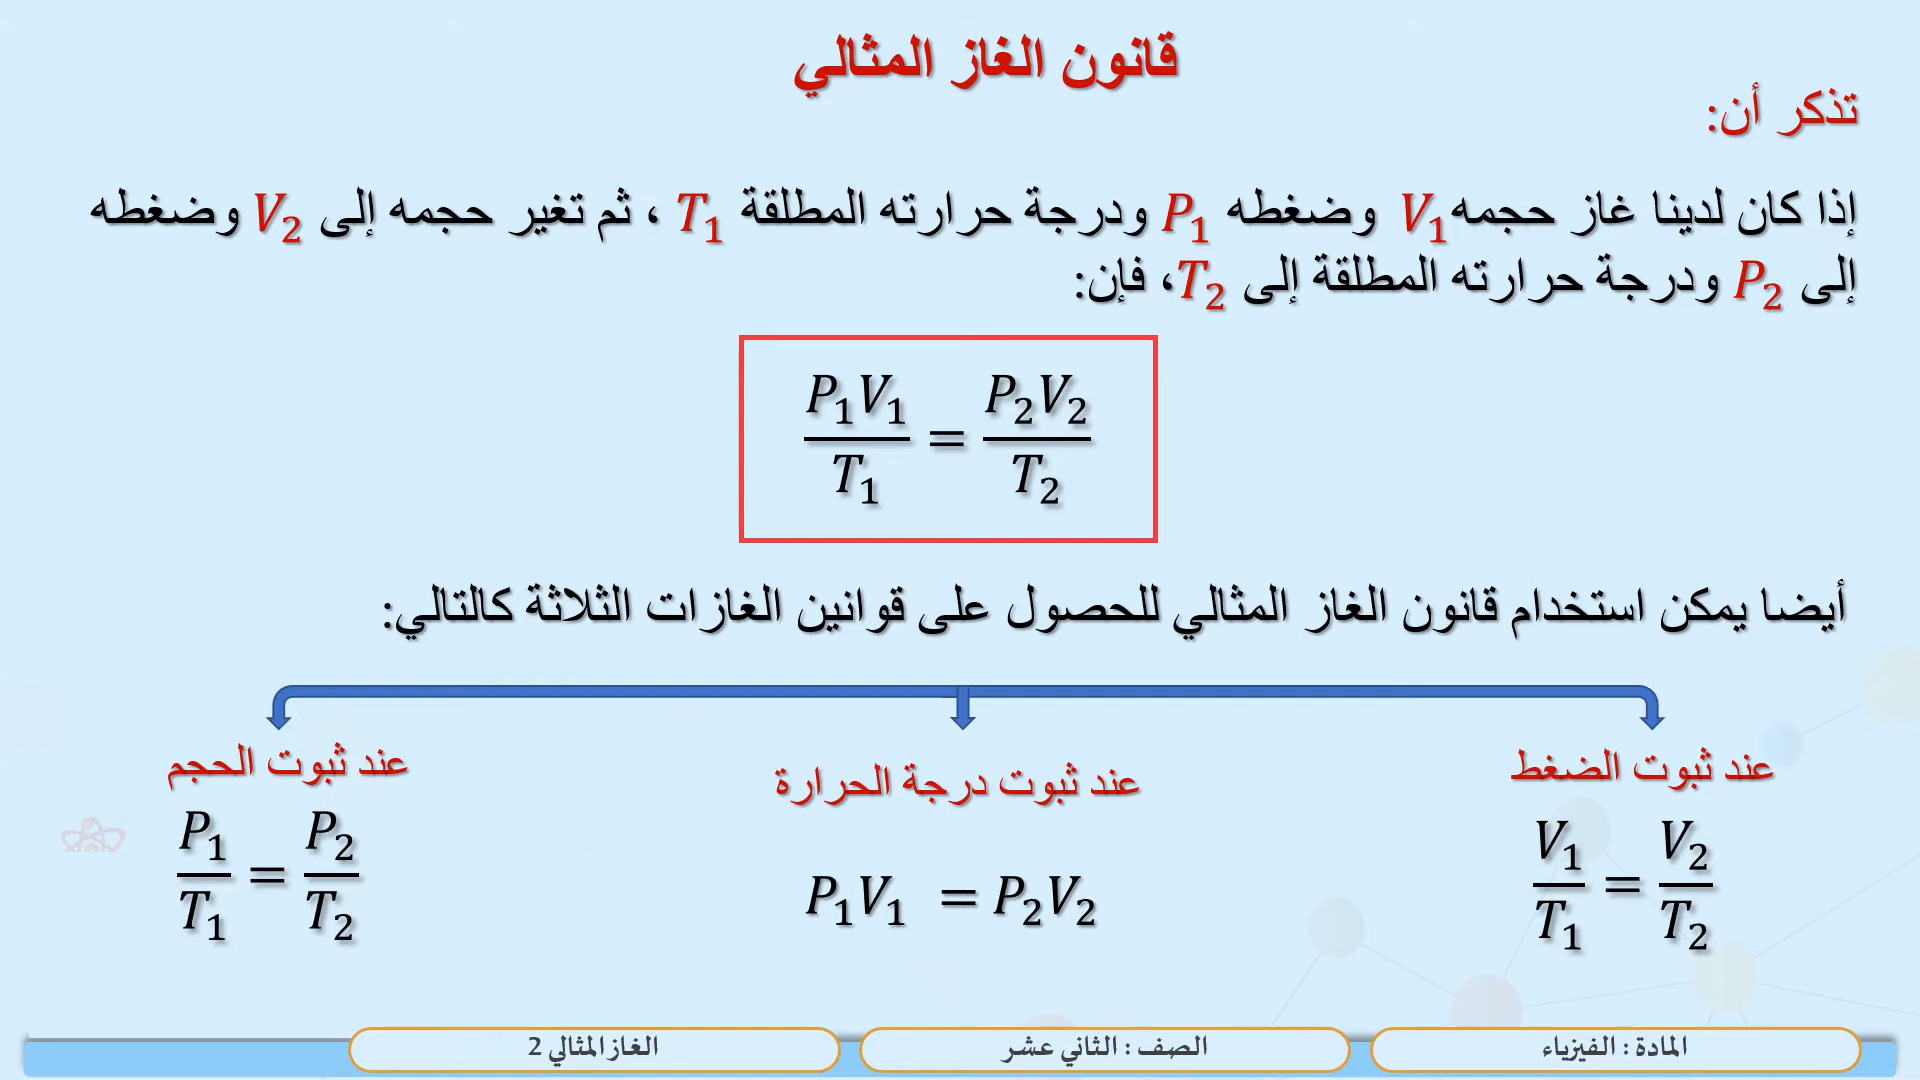 قانون الغاز المثالي
تذكر أن:
إذا كان لدينا غاز حجمه V₁ وضغطه P₁ ودرجة حرارته المطلقة T₁ ، ثم تغير حجمه إلى V₂ وضغطه
إلى P₂ ودرجة حرارته المطلقة إلى T₂، فإن:
P₁V₁/T₁ = P₂V₂/T₂
أيضا يمكن استخدام قانون الغاز المثالي للحصول على قوانين الغازات الثلاثة كالتالي:
عند ثبوت الضغط
V₁/T₁ = V₂/T₂
عند ثبوت درجة الحرارة
P₁V₁ = P₂V₂
عند ثبوت الحجم
P₁/T₁ = P₂/T₂
المادة : الفيزياء
الصف : الثاني عشر
الغاز المثالي 2